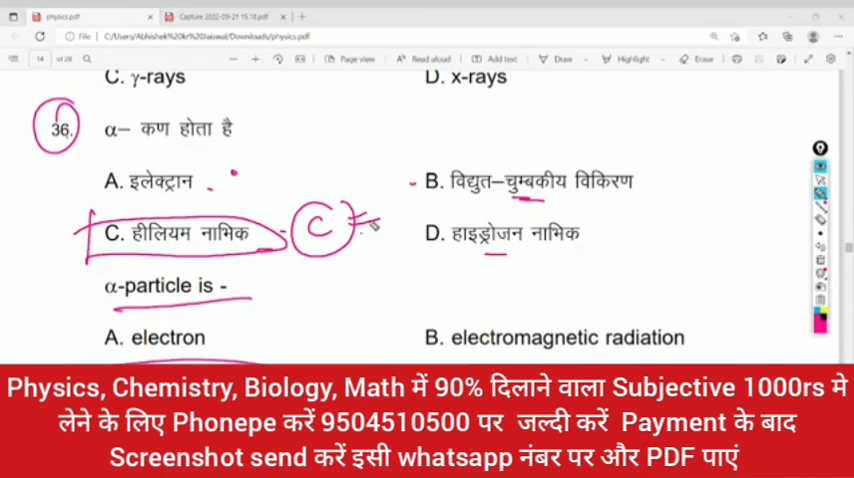 physics.pdf
Capture 2022-09-21 15.18.pdf
File C:/Users/Abhishek%20kr%20Jaiswal/Downloads/physics.pdf
14 of 28 Page view Read aloud Add text Draw Highlight Erase
C. γ-rays D. x-rays
36. α– कण होता है
A. इलेक्ट्रान B. विद्युत–चुम्बकीय विकिरण
C. हीलियम नाभिक C D. हाइड्रोजन नाभिक
α-particle is -
A. electron B. electromagnetic radiation
Physics, Chemistry, Biology, Math में 90% दिलाने वाला Subjective 1000rs मे
लेने के लिए Phonepe करें 9504510500 पर जल्दी करें Payment के बाद
Screenshot send करें इसी whatsapp नंबर पर और PDF पाएं